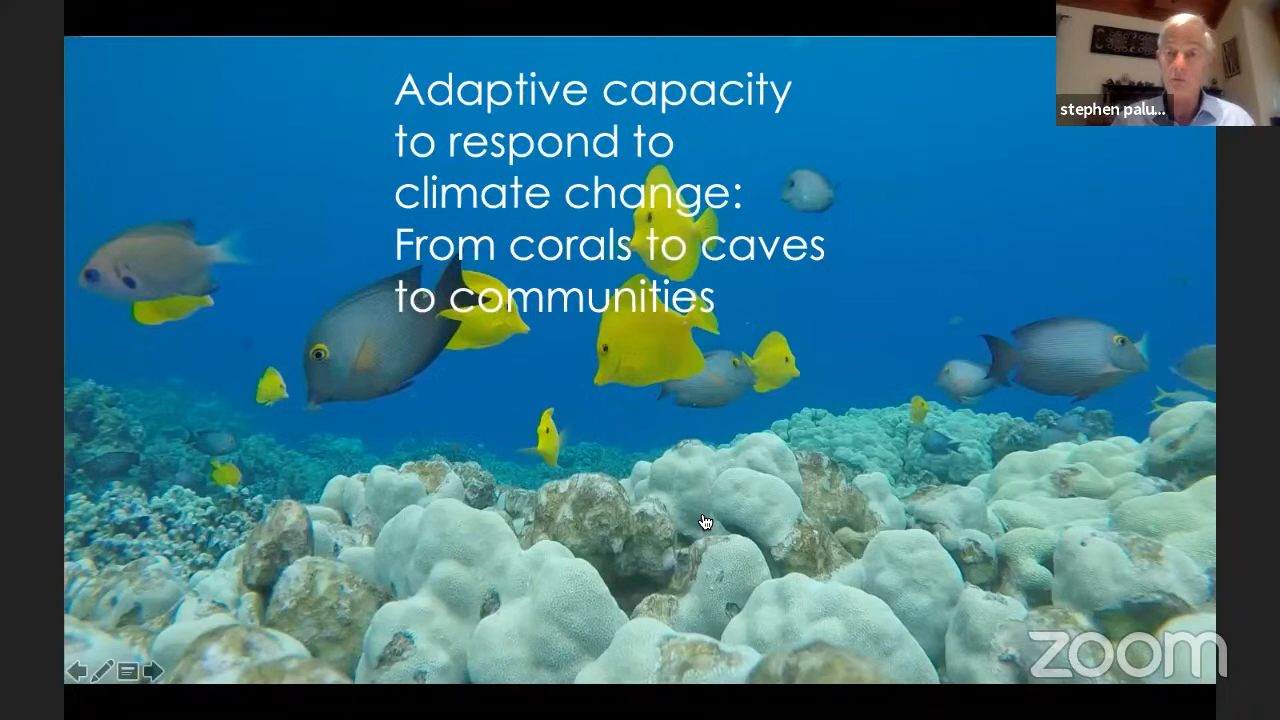 Adaptive capacity
to respond to
climate change:
From corals to caves
to communities
stephen palu...
zoom